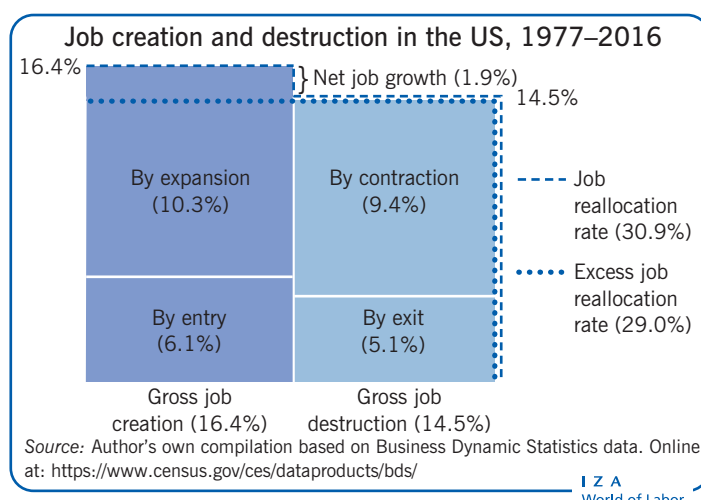 Job creation and destruction in the US, 1977–2016
16.4%
Net job growth (1.9%)
14.5%
By expansion
(10.3%)
By contraction
(9.4%)
Job
reallocation
rate (30.9%)
Excess job
reallocation
rate (29.0%)
By entry
(6.1%)
By exit
(5.1%)
Gross job
creation (16.4%)
Gross job
destruction (14.5%)
Source: Author's own compilation based on Business Dynamic Statistics data. Online
at: https://www.census.gov/ces/dataproducts/bds/
I Z A
World of Labor